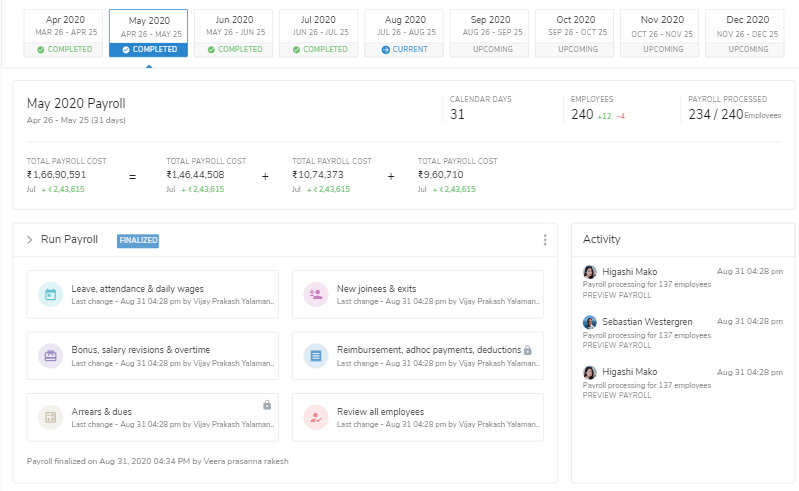 Apr 2020
MAR 26 - APR 25
COMPLETED
May 2020
APR 26 - MAY 25
COMPLETED
Jun 2020
MAY 26 - JUN 25
COMPLETED
Jul 2020
JUN 26 - JUL 25
COMPLETED
Aug 2020
JUL 26 - AUG 25
CURRENT
Sep 2020
AUG 26 - SEP 25
UPCOMING
Oct 2020
SEP 26 - OCT 25
UPCOMING
Nov 2020
OCT 26 - NOV 25
UPCOMING
Dec 2020
NOV 26 - DEC 25
UPCOMING
May 2020 Payroll
Apr 26 - May 25 (31 days)
CALENDAR DAYS
31
EMPLOYEES
240 +12 -4
PAYROLL PROCESSED
234 / 240 Employees
TOTAL PAYROLL COST
₹1,66,90,591
Jul + ₹ 2,43,615
=
TOTAL PAYROLL COST
₹1,46,44,508
Jul + ₹ 2,43,615
+
TOTAL PAYROLL COST
₹10,74,373
Jul + ₹ 2,43,615
+
TOTAL PAYROLL COST
₹9,60,710
Jul + ₹ 2,43,615
Run Payroll FINALIZED
Leave, attendance & daily wages
Last change - Aug 31 04:28 pm by Vijay Prakash Yalaman..
New joinees & exits
Last change - Aug 31 04:28 pm by Vijay Prakash Yalaman..
Bonus, salary revisions & overtime
Last change - Aug 31 04:28 pm by Vijay Prakash Yalaman..
Reimbursement, adhoc payments, deductions
Last change - Aug 31 04:28 pm by Vijay Prakash Yalaman..
Arrears & dues
Last change - Aug 31 04:28 pm by Vijay Prakash Yalaman..
Review all employees
Last change - Aug 31 04:28 pm by Vijay Prakash Yalaman..
Payroll finalized on Aug 31, 2020 04:34 PM by Veera prasanna rakesh
Activity
Higashi Mako Aug 31 04:28 pm
Payroll processing for 137 employees
PREVIEW PAYROLL
Sebastian Westergren Aug 31 04:28 pm
Payroll processing for 137 employees
PREVIEW PAYROLL
Higashi Mako Aug 31 04:28 pm
Payroll processing for 137 employees
PREVIEW PAYROLL